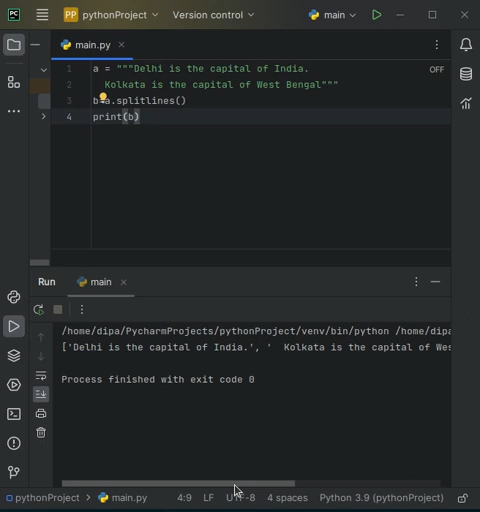 PC
PP pythonProject
Version control
main
main.py
OFF
1 a = """Delhi is the capital of India.
2   Kolkata is the capital of West Bengal"""
3 b=a.splitlines()
4 print(b)
Run
main
/home/dipa/PycharmProjects/pythonProject/venv/bin/python /home/dipa
['Delhi is the capital of India.', '  Kolkata is the capital of Wes
Process finished with exit code 0
pythonProject
main.py
4:9
LF
UTF-8
4 spaces
Python 3.9 (pythonProject)